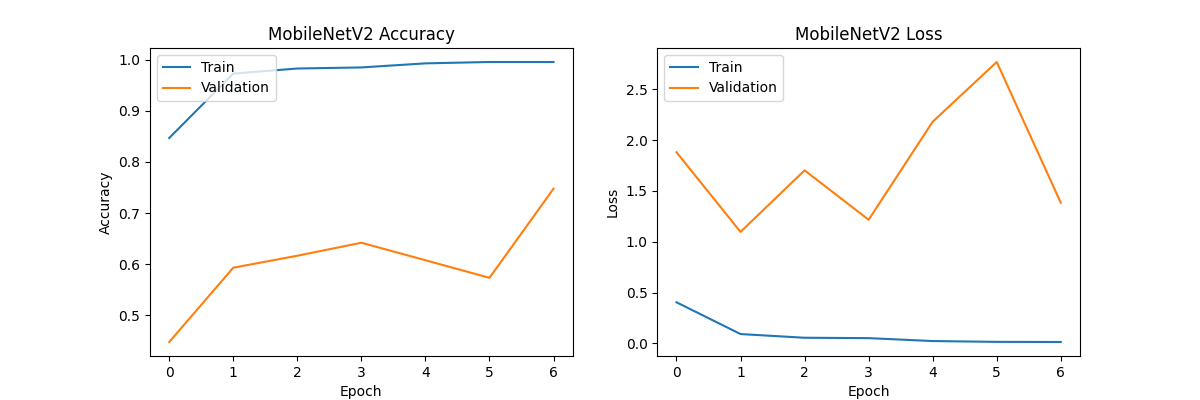 MobileNetV2 Accuracy
Train
Validation
1.0
0.9
0.8
0.7
0.6
0.5
Accuracy
0 1 2 3 4 5 6
Epoch
MobileNetV2 Loss
Train
Validation
2.5
2.0
1.5
1.0
0.5
0.0
Loss
0 1 2 3 4 5 6
Epoch